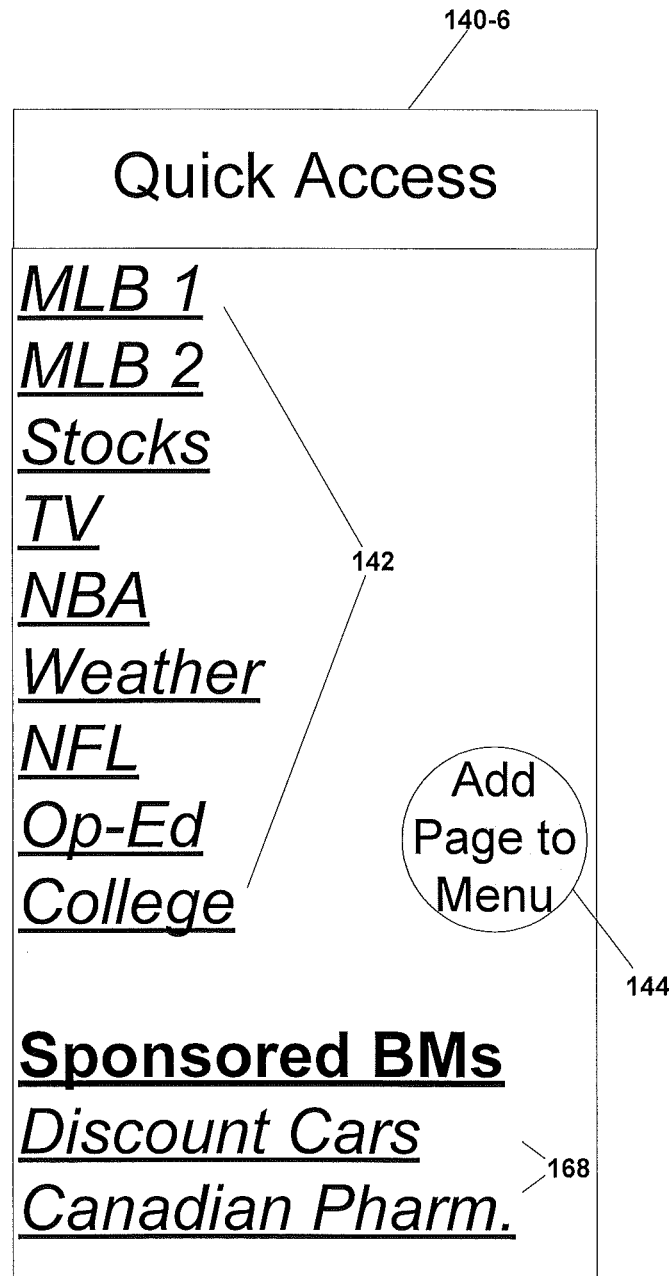 140-6
Quick Access
MLB 1
MLB 2
Stocks
TV
142
NBA
Weather
NFL
Op-Ed
College
Add
Page to
Menu
144
Sponsored BMs
Discount Cars
168
Canadian Pharm.